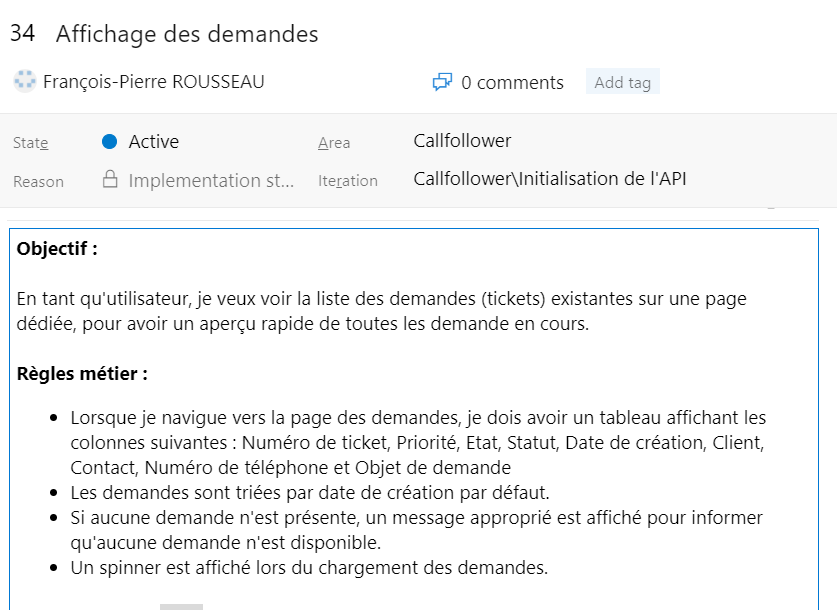 34 Affichage des demandes
François-Pierre ROUSSEAU 0 comments Add tag
State Active Area Callfollower
Reason Implementation st... Iteration Callfollower\Initialisation de l'API
Objectif :
En tant qu'utilisateur, je veux voir la liste des demandes (tickets) existantes sur une page
dédiée, pour avoir un aperçu rapide de toutes les demande en cours.
Règles métier :
• Lorsque je navigue vers la page des demandes, je dois avoir un tableau affichant les
colonnes suivantes : Numéro de ticket, Priorité, Etat, Statut, Date de création, Client,
Contact, Numéro de téléphone et Objet de demande
• Les demandes sont triées par date de création par défaut.
• Si aucune demande n'est présente, un message approprié est affiché pour informer
qu'aucune demande n'est disponible.
• Un spinner est affiché lors du chargement des demandes.